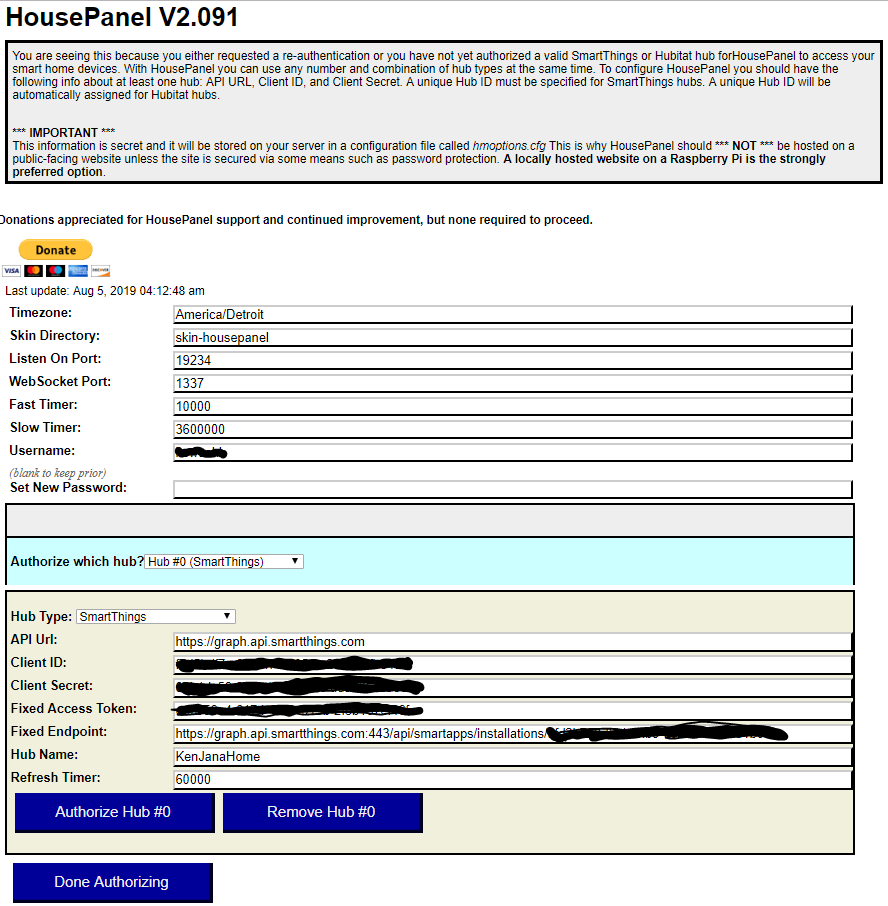 HousePanel V2.091
You are seeing this because you either requested a re-authentication or you have not yet authorized a valid SmartThings or Hubitat hub forHousePanel to access your
smart home devices. With HousePanel you can use any number and combination of hub types at the same time. To configure HousePanel you should have the
following info about at least one hub: API URL, Client ID, and Client Secret. A unique Hub ID must be specified for SmartThings hubs. A unique Hub ID will be
automatically assigned for Hubitat hubs.
*** IMPORTANT ***
This information is secret and it will be stored on your server in a configuration file called hmoptions.cfg This is why HousePanel should *** NOT *** be hosted on a
public-facing website unless the site is secured via some means such as password protection. A locally hosted website on a Raspberry Pi is the strongly
preferred option.
Donations appreciated for HousePanel support and continued improvement, but none required to proceed.
Donate
VISA
DISCOVER
Last update: Aug 5, 2019 04:12:48 am
Timezone: America/Detroit
Skin Directory: skin-housepanel
Listen On Port: 19234
WebSocket Port: 1337
Fast Timer: 10000
Slow Timer: 3600000
Username:
(blank to keep prior)
Set New Password:
Authorize which hub? Hub #0 (SmartThings)
Hub Type: SmartThings
API Url: https://graph.api.smartthings.com
Client ID:
Client Secret:
Fixed Access Token:
Fixed Endpoint: https://graph.api.smartthings.com:443/api/smartapps/installations/
Hub Name: KenJanaHome
Refresh Timer: 60000
Authorize Hub #0 Remove Hub #0
Done Authorizing